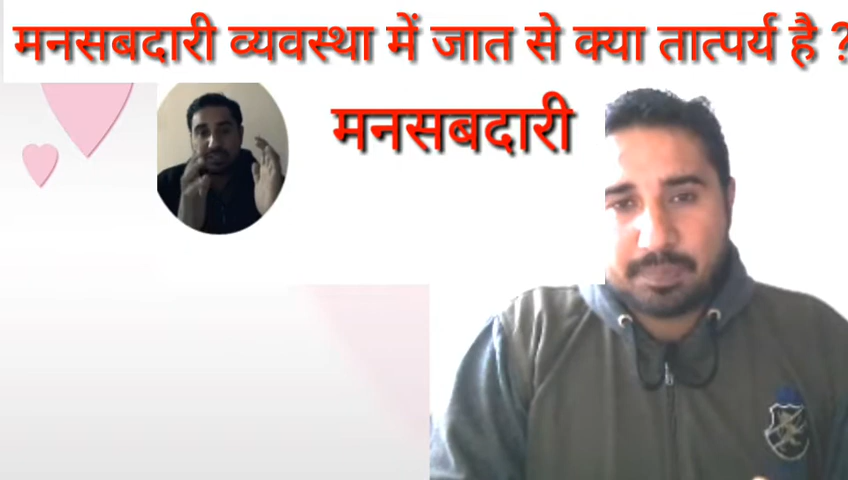 मनसबदारी व्यवस्था में जात से क्या तात्पर्य है ?
मनसबदारी